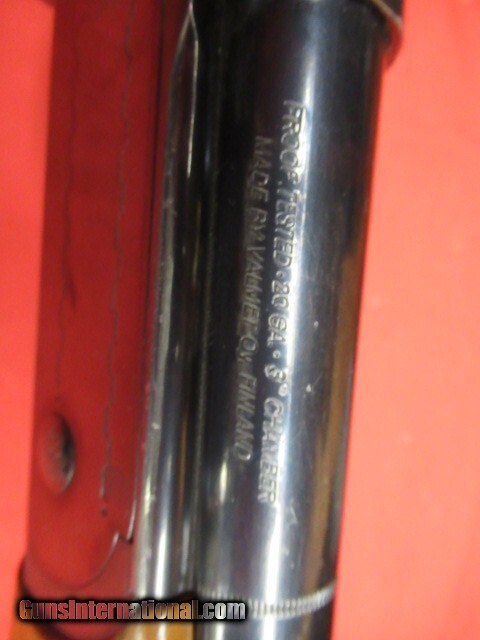 PROOF TESTED · 20 GA · 3" CHAMBER
MADE BY VALMET OY, FINLAND
GunsInternational.com